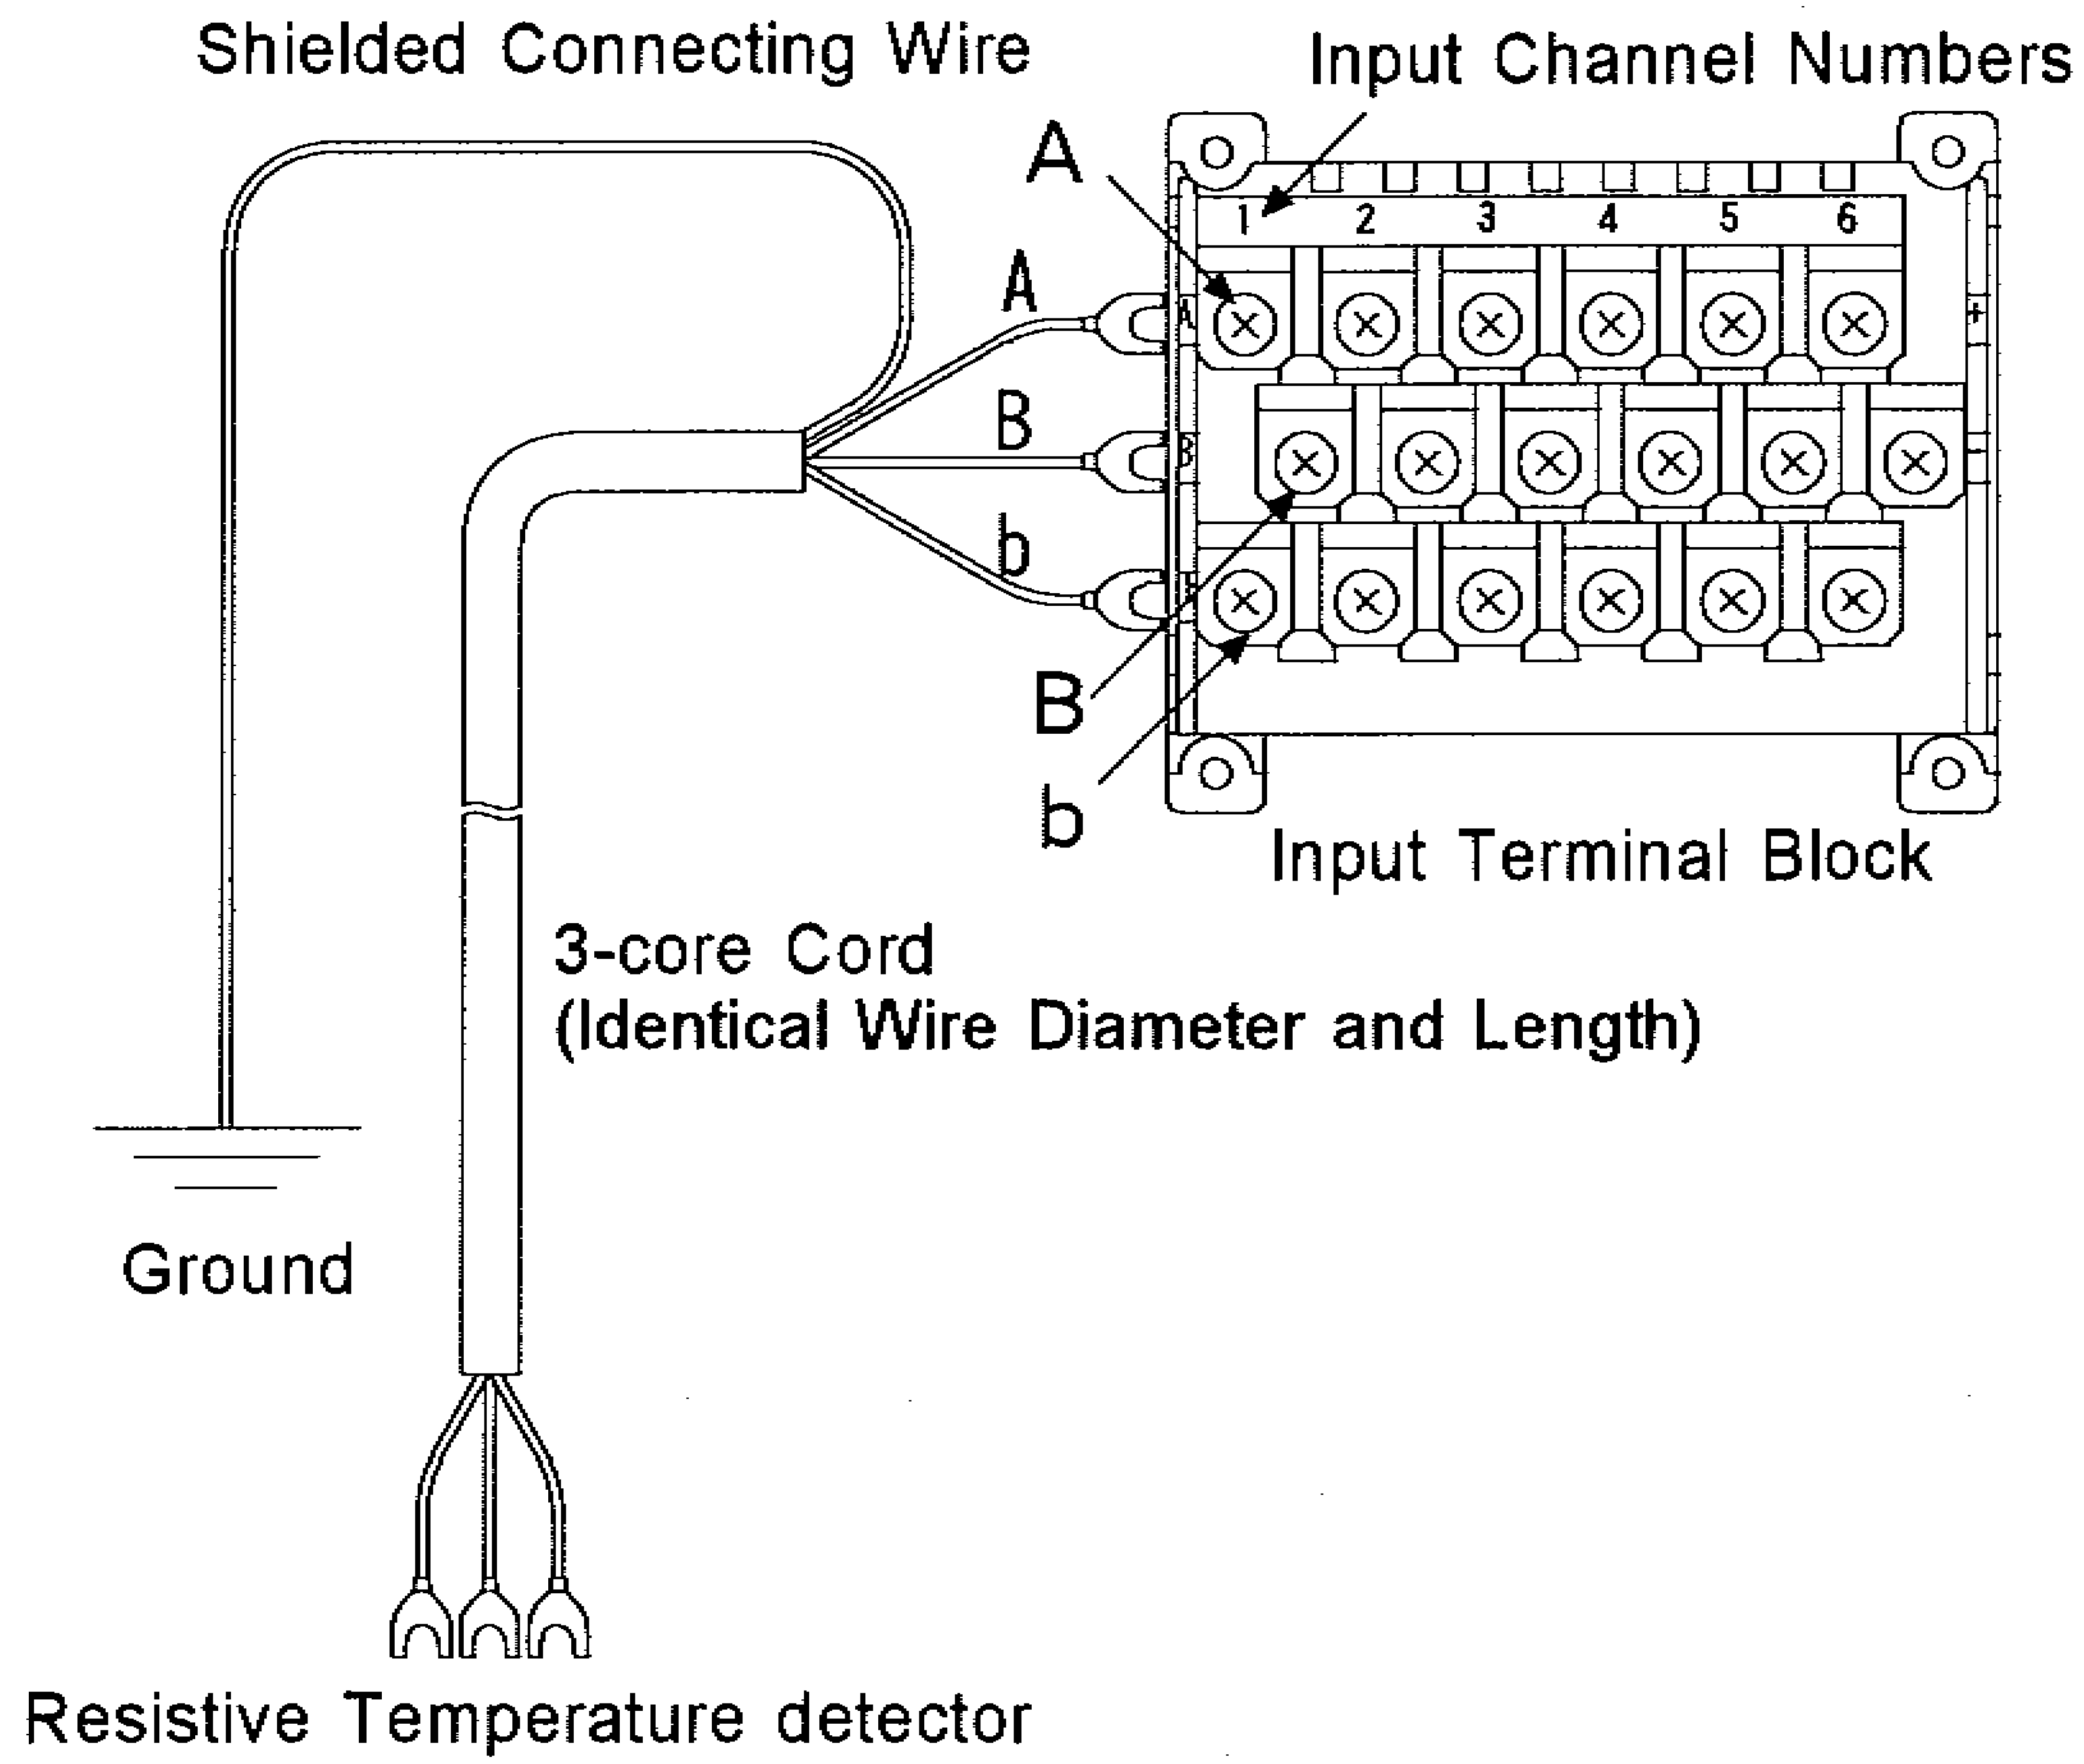 Shielded Connecting Wire
Input Channel Numbers
A
1 2 3 4 5 6
A
A
+
B
B
-
b
B
b
Input Terminal Block
3-core Cord
(Identical Wire Diameter and Length)
Ground
Resistive Temperature detector